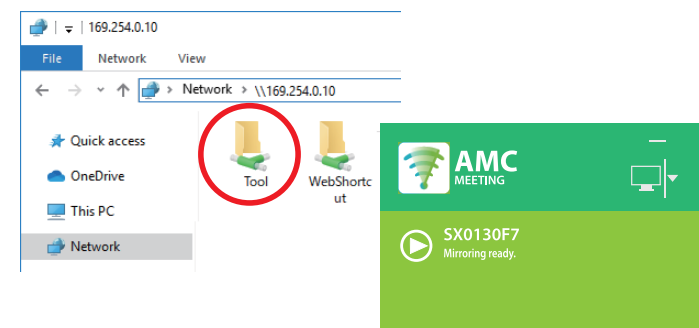 169.254.0.10
File Network View
Network > \\169.254.0.10
Quick access
OneDrive
This PC
Network
Tool
WebShortc
ut
AMC
MEETING
SX0130F7
Mirroring ready.